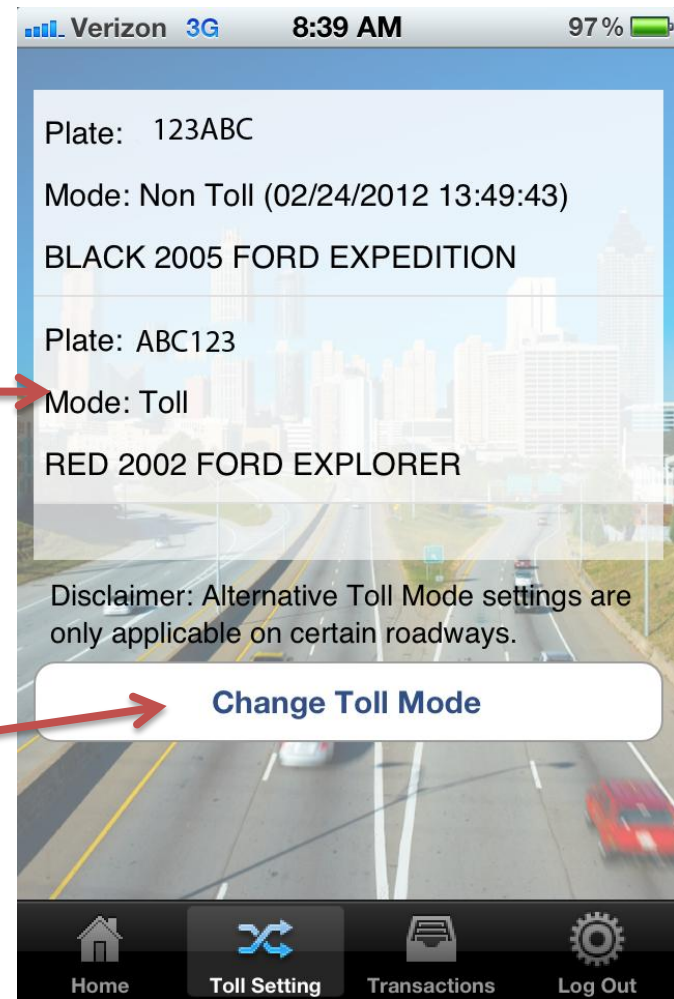 Verizon 3G 8:39 AM 97%
Plate: 123ABC
Mode: Non Toll (02/24/2012 13:49:43)
BLACK 2005 FORD EXPEDITION
Plate: ABC123
Mode: Toll
RED 2002 FORD EXPLORER
Disclaimer: Alternative Toll Mode settings are
only applicable on certain roadways.
Change Toll Mode
Home Toll Setting Transactions Log Out